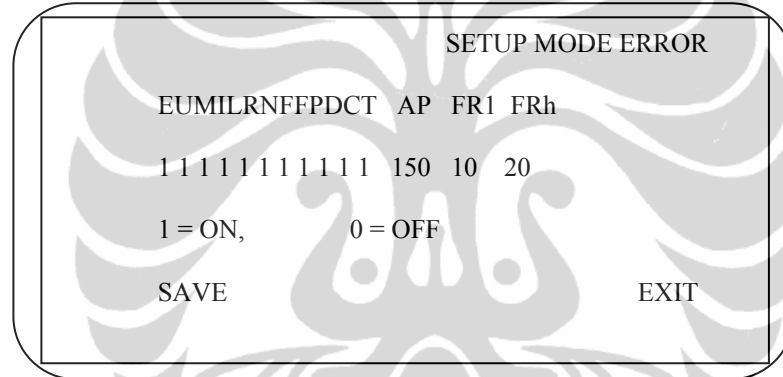 SETUP MODE ERROR
EUMILRNFFPDCT AP FR1 FRh
1 1 1 1 1 1 1 1 1 1 1 150 10 20
1 = ON, 0 = OFF
SAVE EXIT